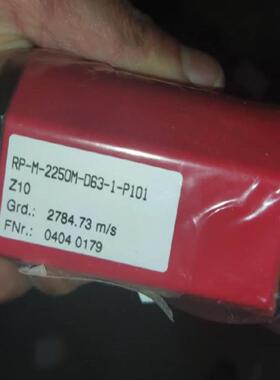 RP-M-2250M-D63-1-P101
Z10
Grd.: 2784.73 m/s
FNr.: 0404 0179